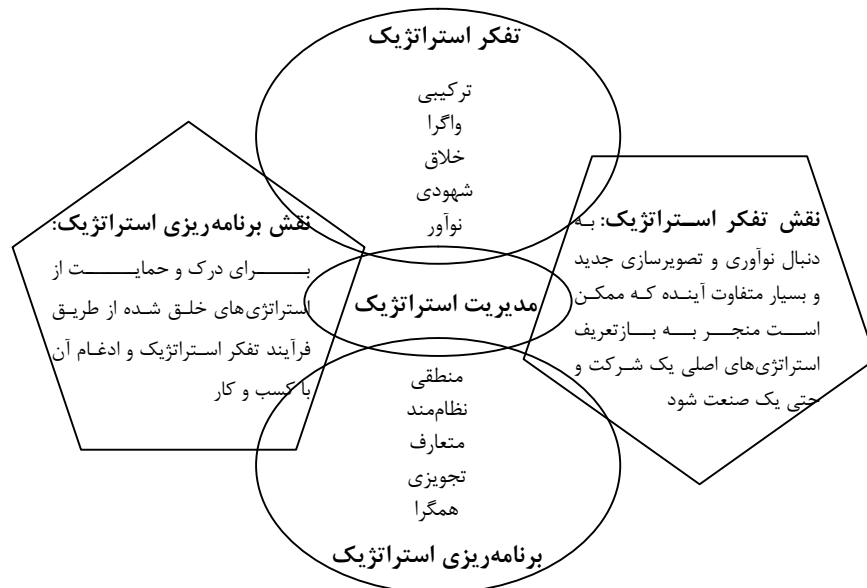 تفکر استراتژیک
ترکیبی
واگرا
خلاق
شهودی
نوآور
نقش تفکر استراتژیک: به
دنبال نوآوری و تصویرسازی جدید
و بسیار متفاوت آینده که ممکن
است منجر به بازتعریف
استراتژی‌های اصلی یک شرکت و
حتی یک صنعت شود
مدیریت استراتژیک
نقش برنامه‌ریزی استراتژیک:
برای درک و حمایت از
استراتژی‌های خلق شده از طریق
فرآیند تفکر استراتژیک و ادغام آن
با کسب و کار
منطقی
نظام‌مند
متعارف
تجویزی
همگرا
برنامه‌ریزی استراتژیک